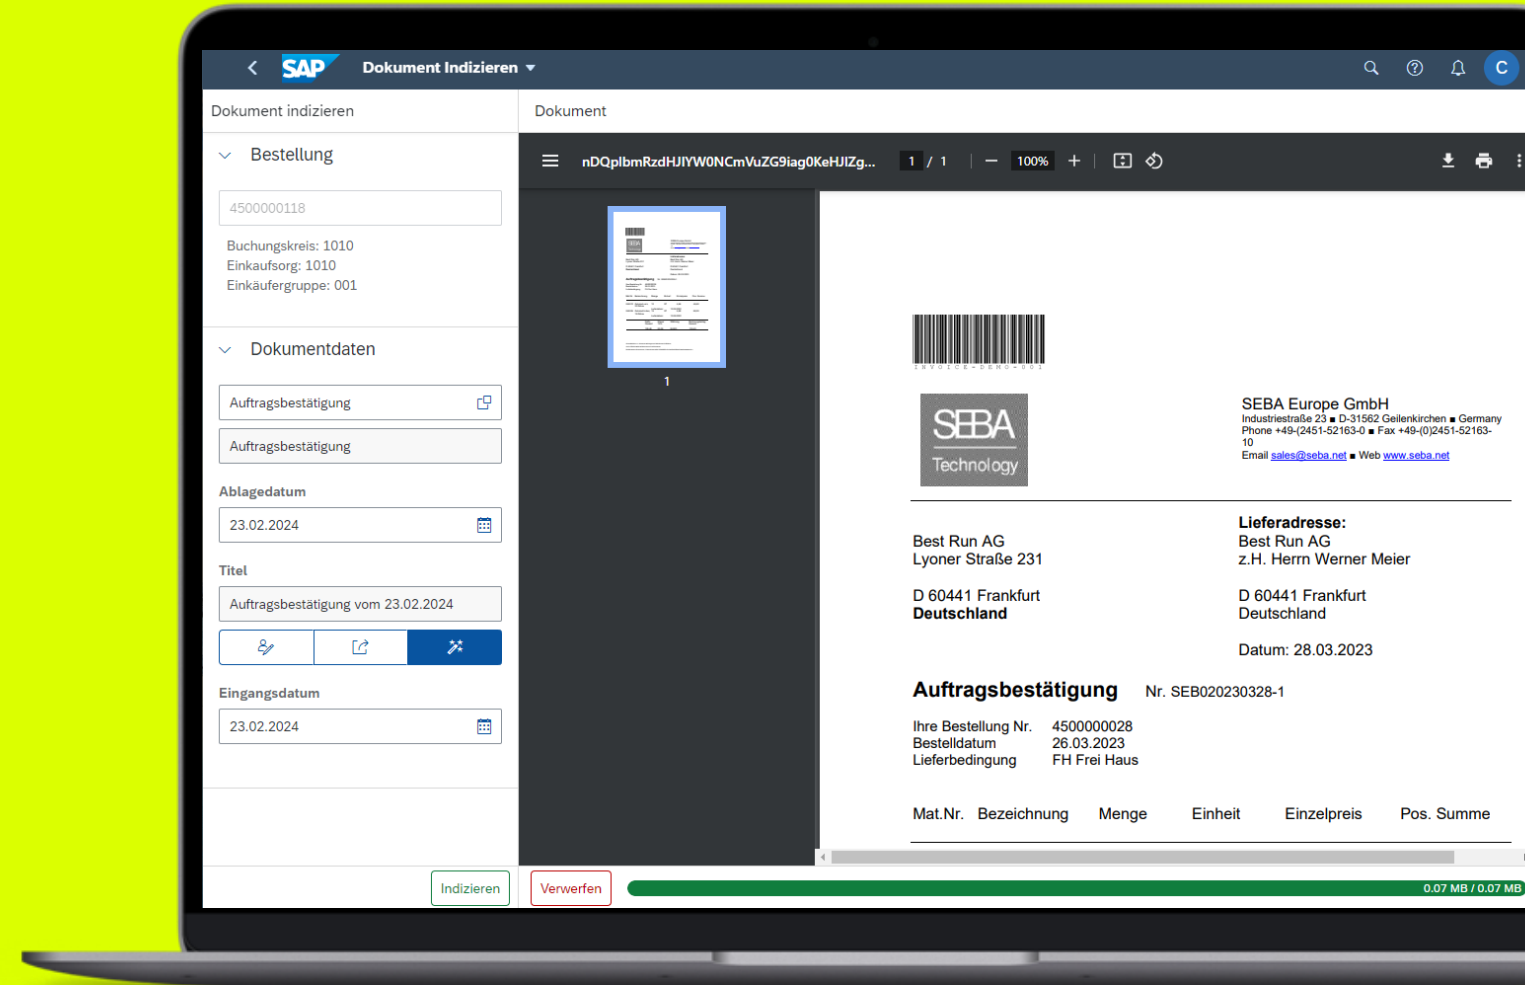 SAP Dokument Indizieren
C
Dokument indizieren
Dokument
Bestellung
4500000118
Buchungskreis: 1010
Einkaufsorg: 1010
Einkäufergruppe: 001
Dokumentdaten
Auftragsbestätigung
Auftragsbestätigung
Ablagedatum
23.02.2024
Titel
Auftragsbestätigung vom 23.02.2024
Eingangsdatum
23.02.2024
Indizieren
1 / 1
100%
1
INVOICE-DEMO-001
SEBA
Technology
SEBA Europe GmbH
Industriestraße 23 ■ D-31562 Geilenkirchen ■ Germany
Phone +49-(2451-52163-0 ■ Fax +49-(0)2451-52163-
10
Email sales@seba.net ■ Web www.seba.net
Best Run AG
Lyoner Straße 231
D 60441 Frankfurt
Deutschland
Lieferadresse:
Best Run AG
z.H. Herrn Werner Meier
D 60441 Frankfurt
Deutschland
Datum: 28.03.2023
Auftragsbestätigung Nr. SEB020230328-1
Ihre Bestellung Nr. 4500000028
Bestelldatum 26.03.2023
Lieferbedingung FH Frei Haus
Mat.Nr. Bezeichnung Menge Einheit Einzelpreis Pos. Summe
Verwerfen
0.07 MB / 0.07 MB